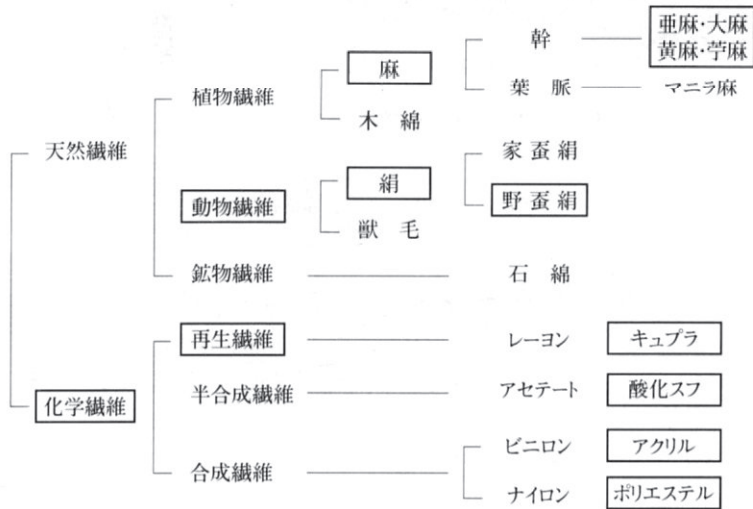 幹
亜麻・大麻
黄麻・苧麻
麻
植物繊維
葉脈
マニラ麻
木綿
天然繊維
家蚕絹
絹
動物繊維
野蚕絹
獣毛
鉱物繊維
石綿
再生繊維
レーヨン
キュプラ
化学繊維
半合成繊維
アセテート
酸化スフ
ビニロン
アクリル
合成繊維
ナイロン
ポリエステル